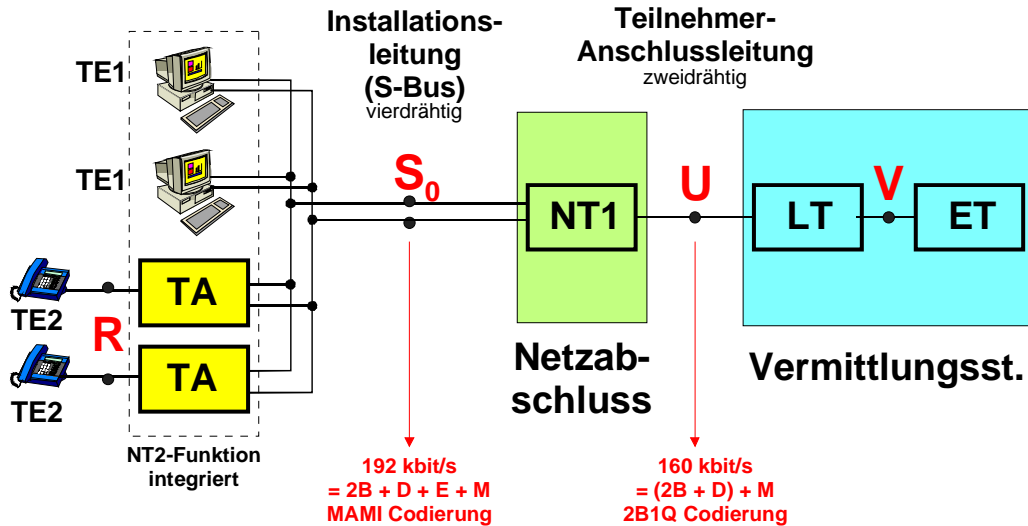 Installations-
leitung
(S-Bus)
vierdrähtig
Teilnehmer-
Anschlussleitung
zweidrähtig
TE1
TE1
S0
U
V
NT1
LT
ET
TE2
R
TE2
TA
TA
Netzab-
schluss
Vermittlungsst.
NT2-Funktion
integriert
192 kbit/s
= 2B + D + E + M
MAMI Codierung
160 kbit/s
= (2B + D) + M
2B1Q Codierung